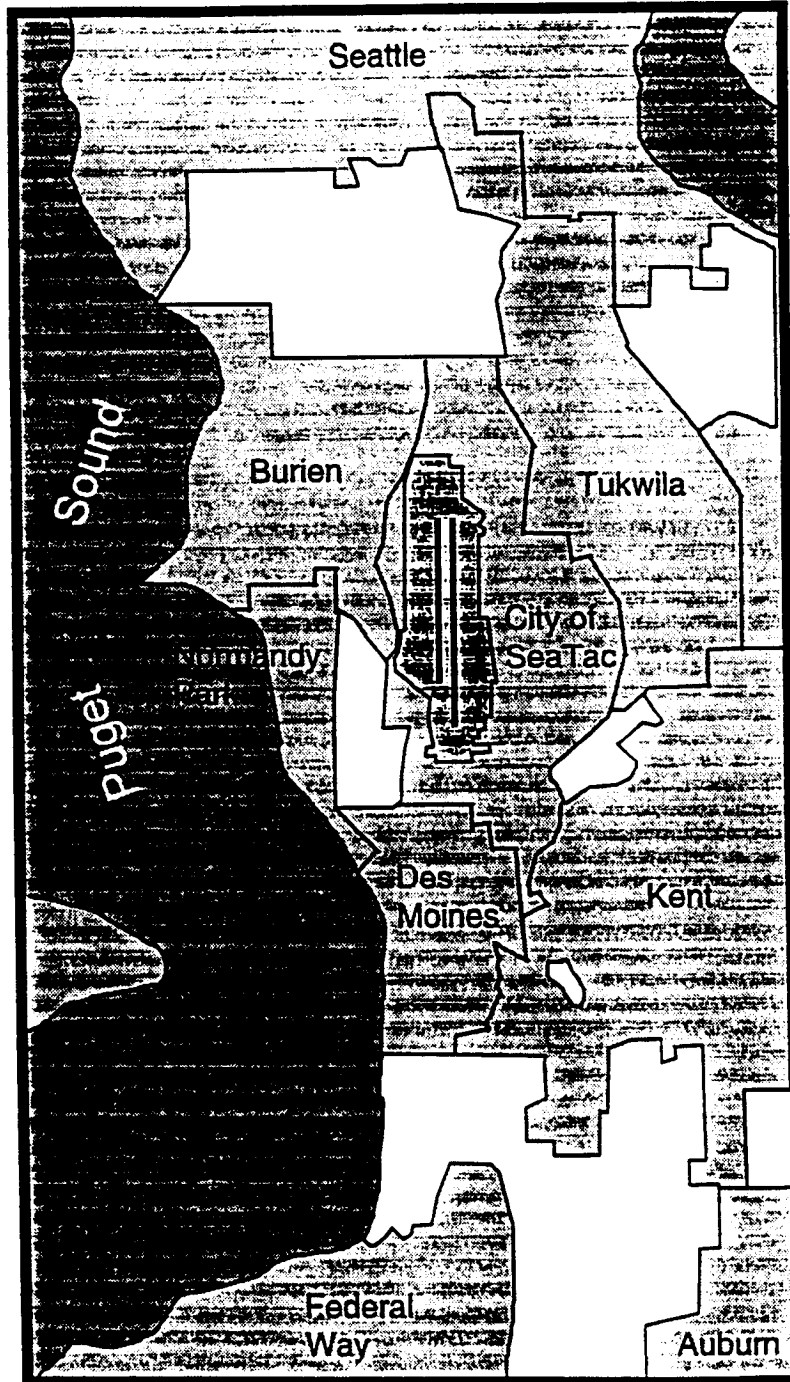 Seattle
Sound
Burien
Tukwila
City of
SeaTac
Normandy
Park
Puget
Des
Moines
Kent
Federal
Way
Auburn